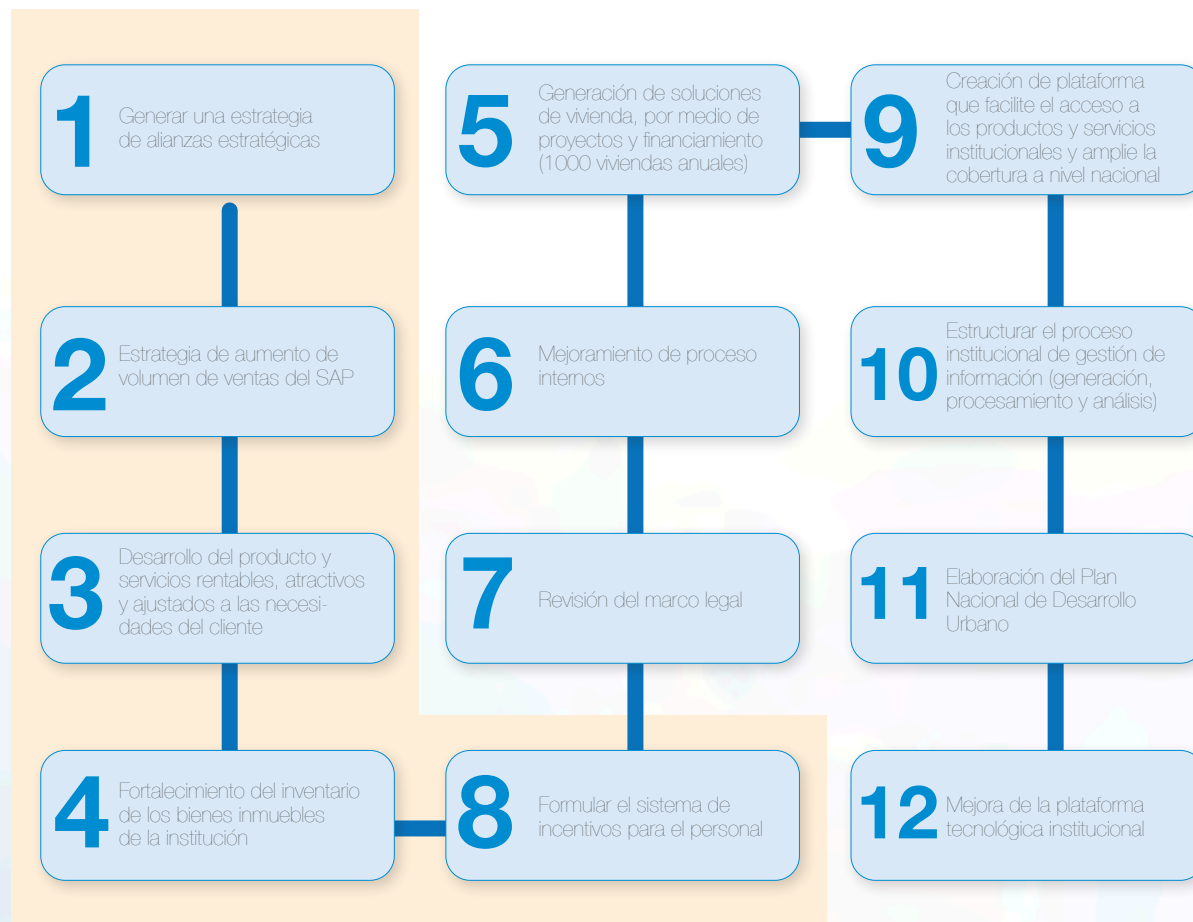 1
Generar una estrategia
de alianzas estratégicas
2
Estrategia de aumento de
volumen de ventas del SAP
3
Desarrollo del producto y
servicios rentables, atractivos
y ajustados a las necesi-
dades del cliente
4
Fortalecimiento del inventario
de los bienes inmuebles
de la institución
5
Generación de soluciones
de vivienda, por medio de
proyectos y financiamiento
(1000 viviendas anuales)
6
Mejoramiento de proceso
internos
7
Revisión del marco legal
8
Formular el sistema de
incentivos para el personal
9
Creación de plataforma
que facilite el acceso a
los productos y servicios
institucionales y amplie la
cobertura a nivel nacional
10
Estructurar el proceso
institucional de gestión de
información (generación,
procesamiento y análisis)
11
Elaboración del Plan
Nacional de Desarrollo
Urbano
12
Mejora de la plataforma
tecnológica institucional